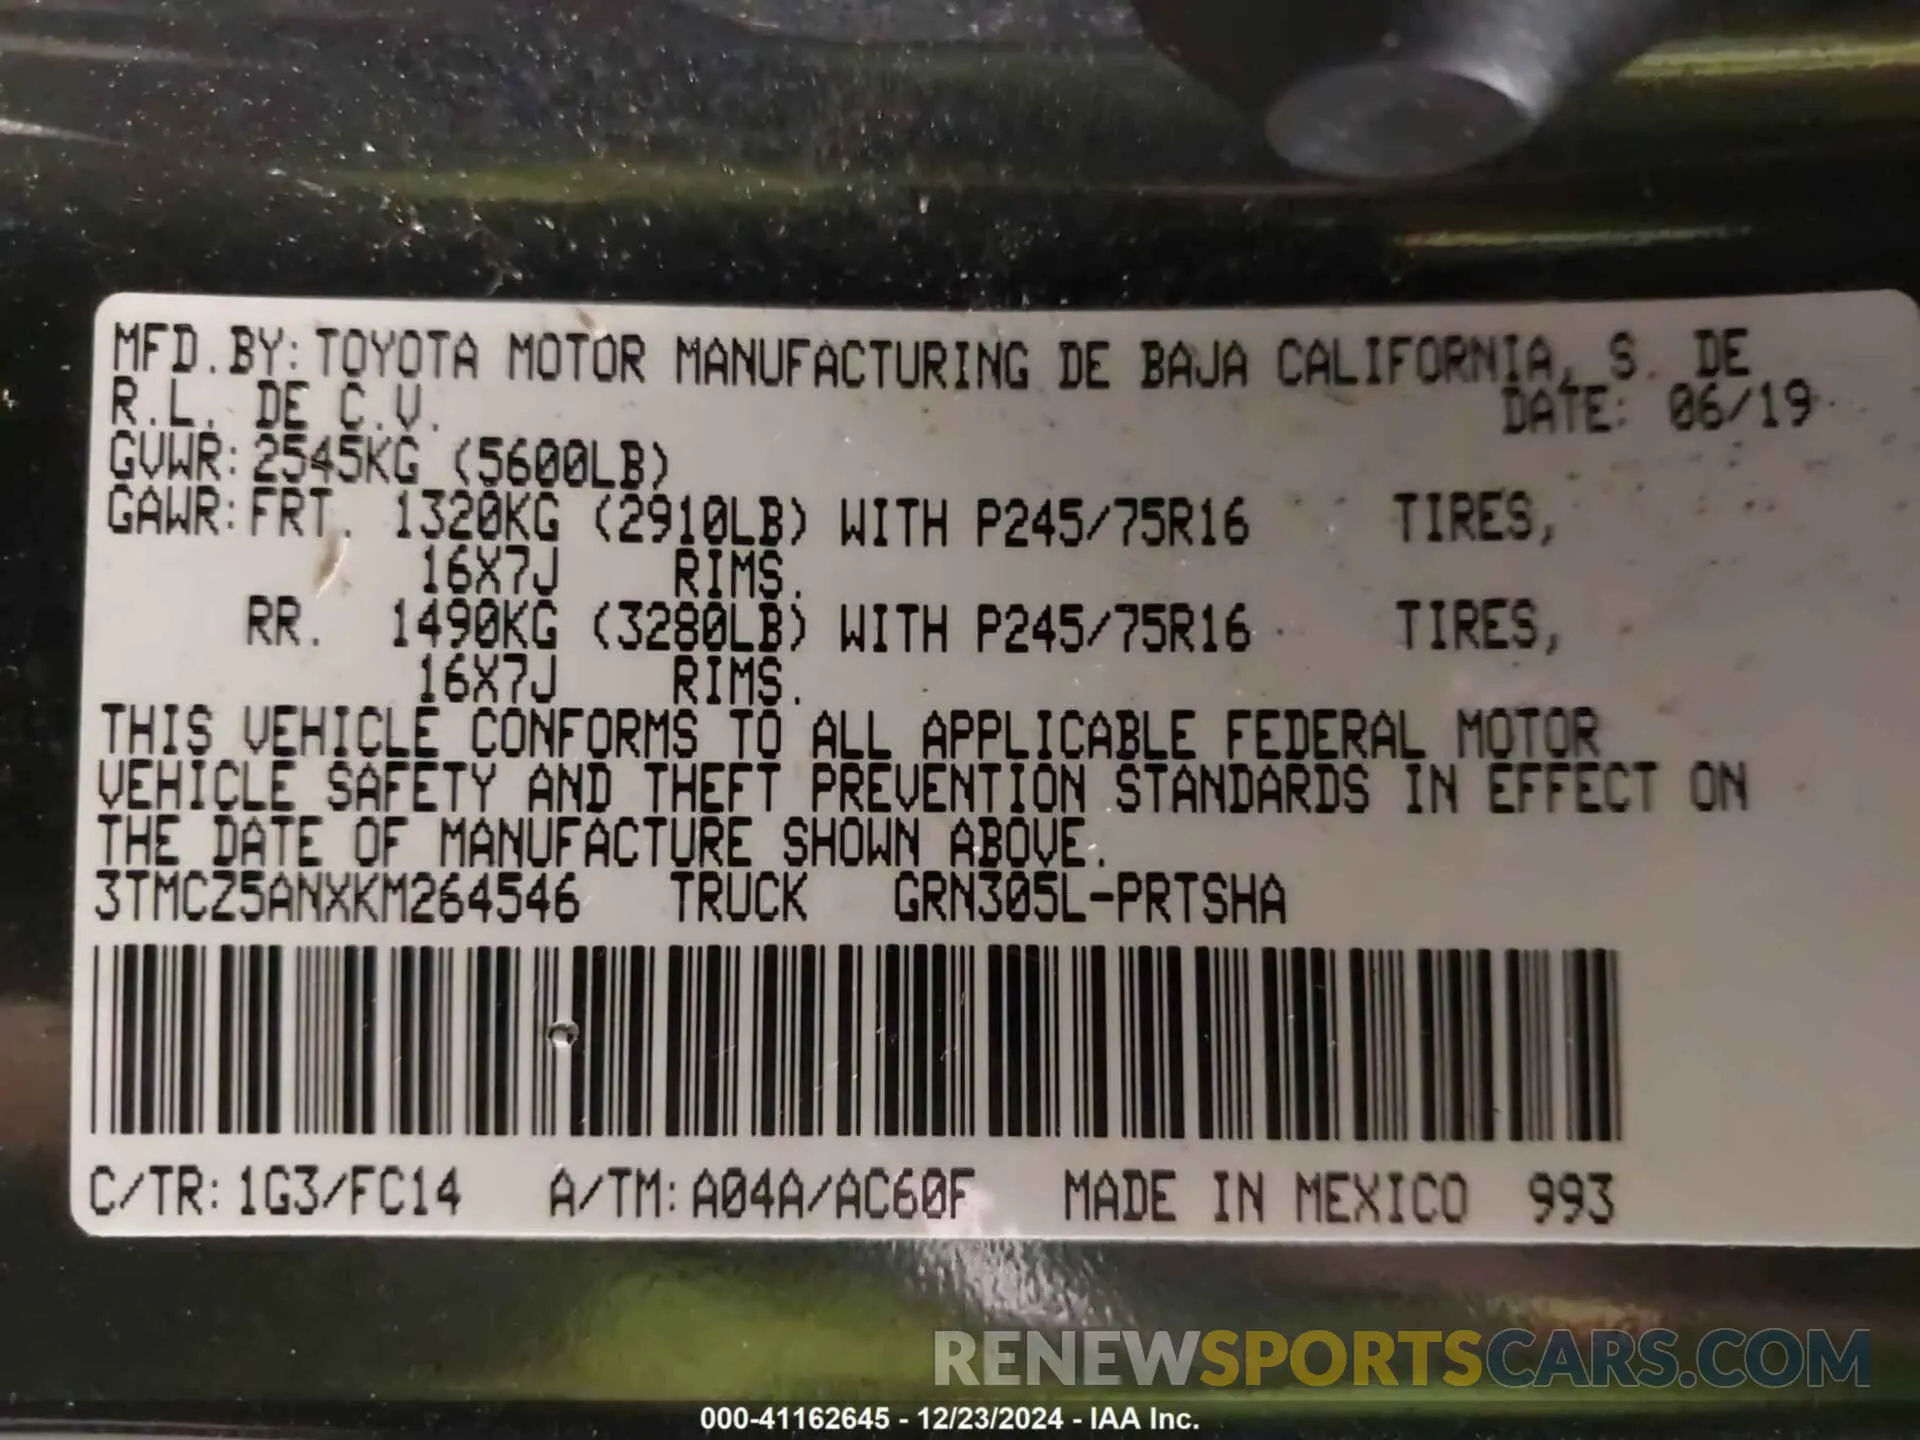 MFD.BY: TOYOTA MOTOR MANUFACTURING DE BAJA CALIFORNIA, S. DE
R.L. DE C.V. DATE: 06/19
GVWR: 2545KG (5600LB)
GAWR: FRT. 1320KG (2910LB) WITH P245/75R16 TIRES,
16X7J RIMS.
RR. 1490KG (3280LB) WITH P245/75R16 TIRES,
16X7J RIMS.
THIS VEHICLE CONFORMS TO ALL APPLICABLE FEDERAL MOTOR
VEHICLE SAFETY AND THEFT PREVENTION STANDARDS IN EFFECT ON
THE DATE OF MANUFACTURE SHOWN ABOVE.
3TMCZ5ANXKM264546 TRUCK GRN305L-PRTSHA
C/TR: 1G3/FC14 A/TM: A04A/AC60F MADE IN MEXICO 993
RENEWSPORTSCARS.COM
000-41162645 - 12/23/2024 - IAA Inc.